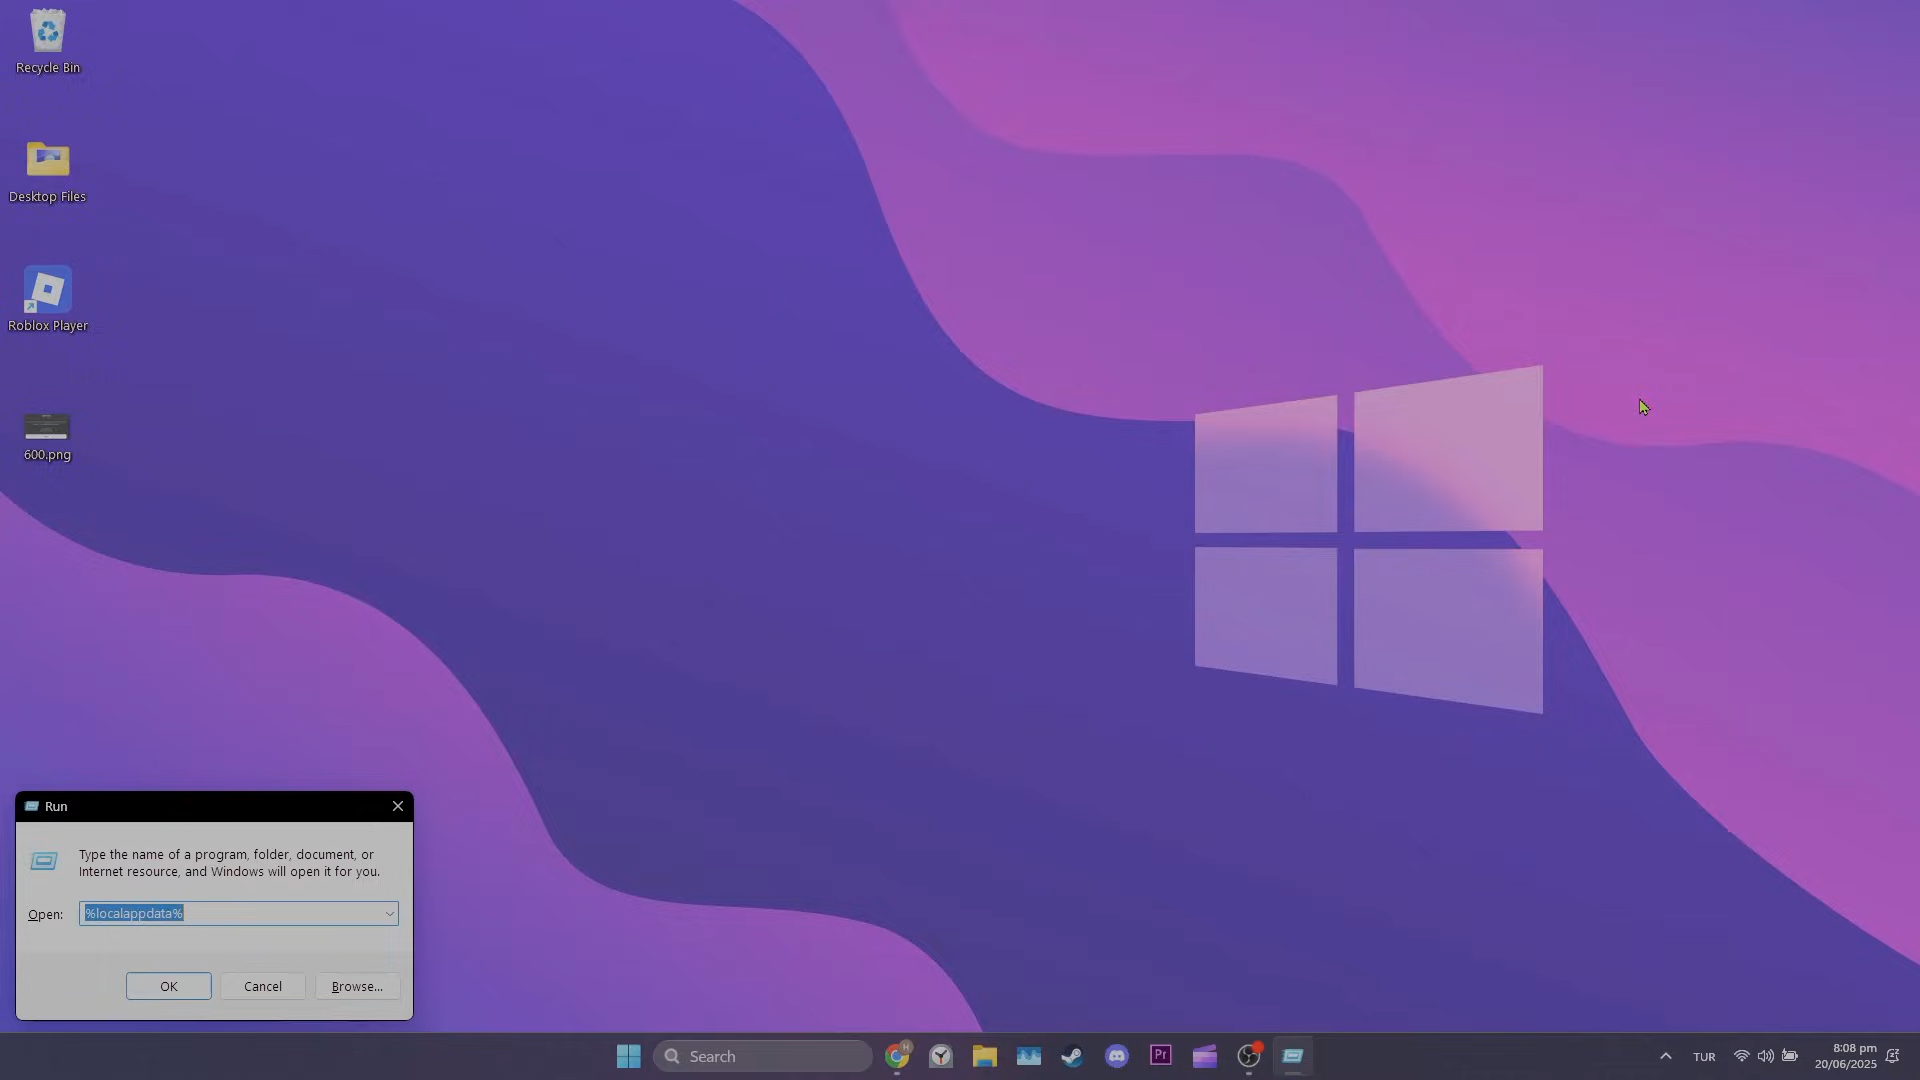 Recycle Bin
Desktop Files
Roblox Player
600.png
Run
Type the name of a program, folder, document, or
Internet resource, and Windows will open it for you.
Open: %localappdata%
OK Cancel Browse...
Search
Pr
H
TUR
8:08 pm
20/06/2025